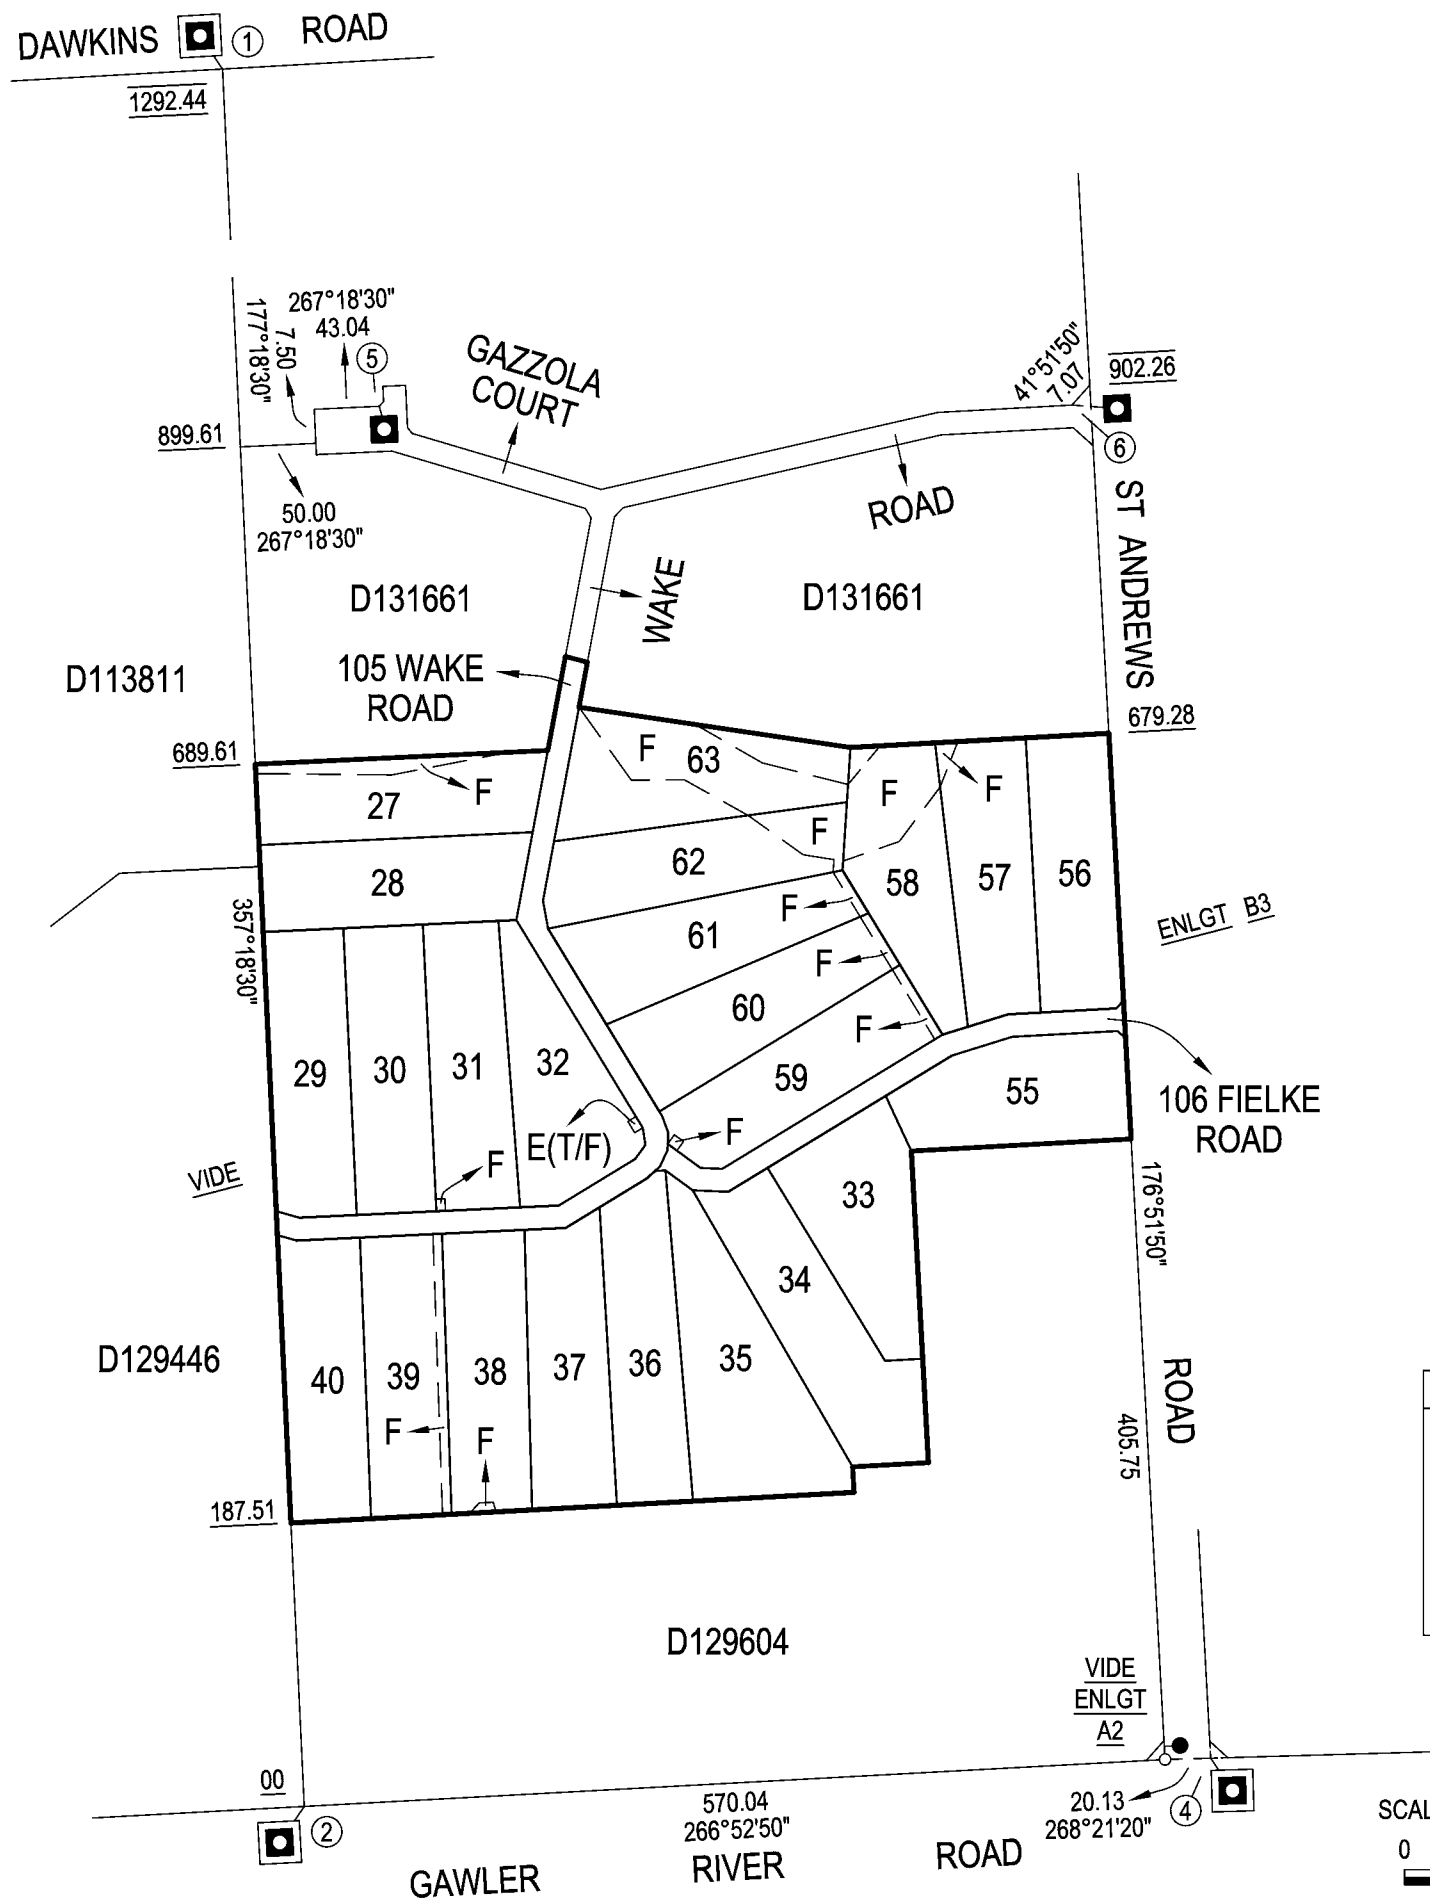 DAWKINS
1
ROAD
1292.44
177°18'30"
7.50
267°18'30"
43.04
5
GAZZOLA
COURT
41°51'50"
7.07
902.26
6
899.61
50.00
267°18'30"
ROAD
ST ANDREWS
D131661
WAKE
D131661
D113811
105 WAKE
ROAD
679.28
689.61
F
63
F
F
F
27
F
62
28
58
57
56
357°18'30"
F
61
ENLGT B3
F
60
F
29
30
31
32
59
55
106 FIELKE
ROAD
E(T/F)
F
F
VIDE
33
176°51'50"
34
D129446
40
39
38
37
36
35
ROAD
F
F
405.75
187.51
D129604
VIDE
ENLGT
A2
00
2
570.04
266°52'50"
20.13
268°21'20"
4
GAWLER
RIVER
ROAD
SCAL
0